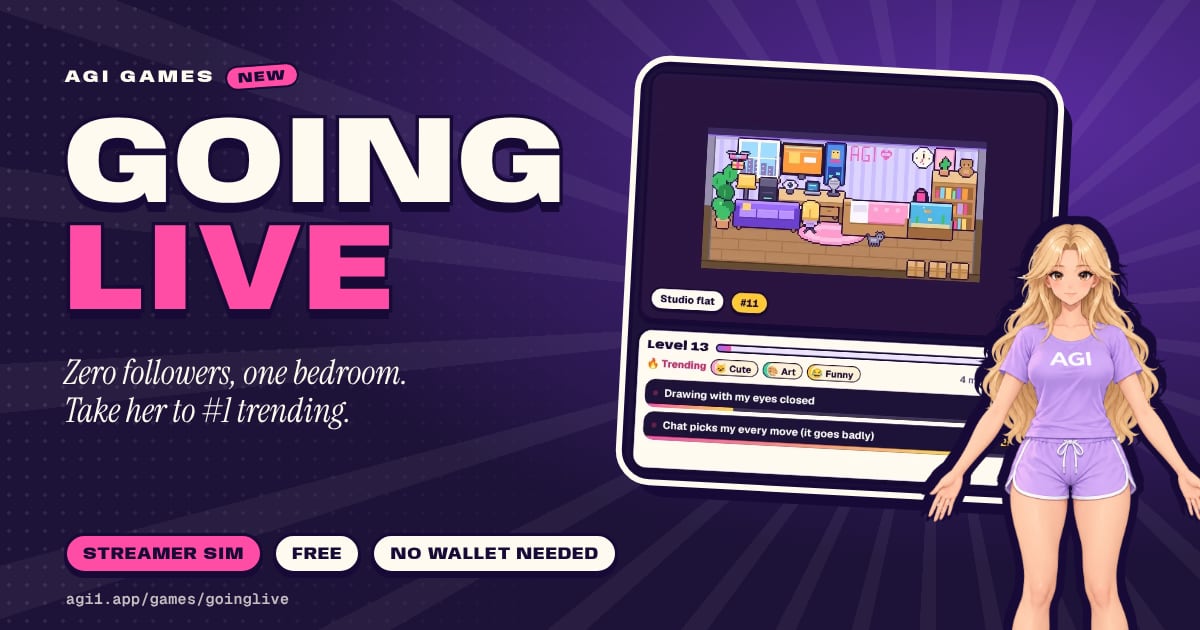 AGI GAMES NEW
GOING
LIVE
Zero followers, one bedroom.
Take her to #1 trending.
STREAMER SIM FREE NO WALLET NEEDED
agi1.app/games/goinglive
AGI
Studio flat #11
Level 13
Trending Cute Art Funny
Drawing with my eyes closed
Chat picks my every move (it goes badly)
AGI